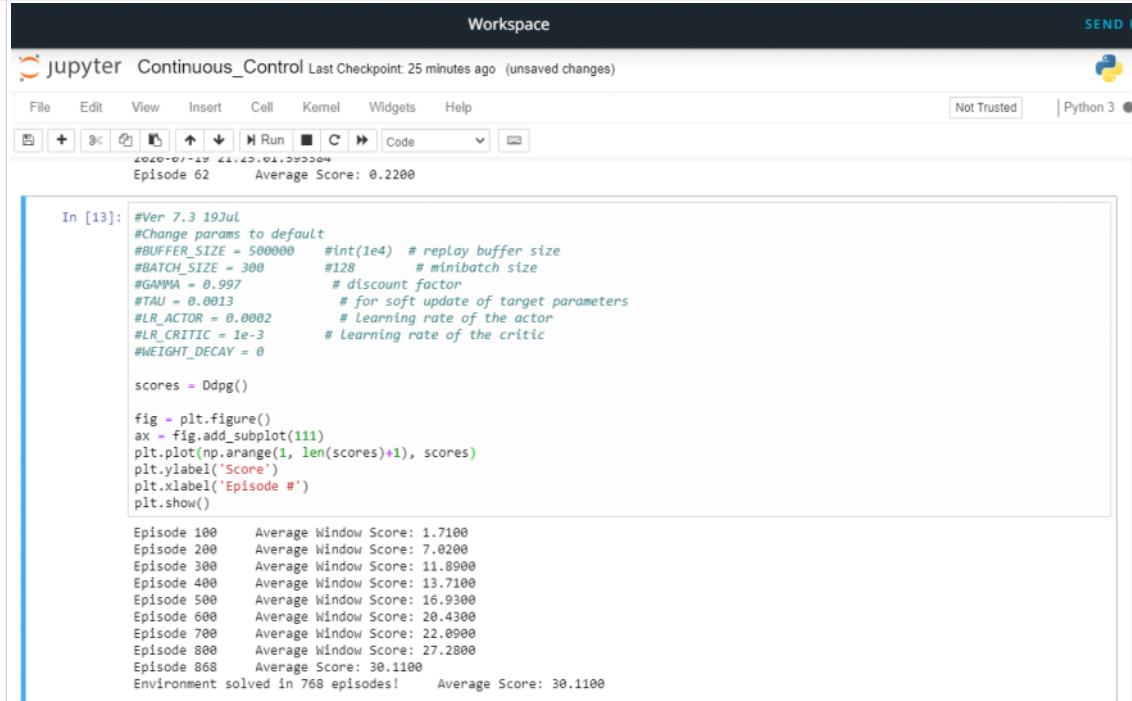 Workspace
SEND
jupyter Continuous_Control Last Checkpoint: 25 minutes ago (unsaved changes)
File Edit View Insert Cell Kernel Widgets Help Not Trusted Python 3
Run Code
2020-07-19 21:25:01.595384
Episode 62 Average Score: 0.2200
In [13]: #Ver 7.3 19Jul
#Change params to default
#BUFFER_SIZE = 500000 #int(1e4) # replay buffer size
#BATCH_SIZE = 300 #128 # minibatch size
#GAMMA = 0.997 # discount factor
#TAU = 0.0013 # for soft update of target parameters
#LR_ACTOR = 0.0002 # learning rate of the actor
#LR_CRITIC = 1e-3 # learning rate of the critic
#WEIGHT_DECAY = 0
scores = Ddpg()
fig = plt.figure()
ax = fig.add_subplot(111)
plt.plot(np.arange(1, len(scores)+1), scores)
plt.ylabel('Score')
plt.xlabel('Episode #')
plt.show()
Episode 100 Average Window Score: 1.7100
Episode 200 Average Window Score: 7.0200
Episode 300 Average Window Score: 11.8900
Episode 400 Average Window Score: 13.7100
Episode 500 Average Window Score: 16.9300
Episode 600 Average Window Score: 20.4300
Episode 700 Average Window Score: 22.0900
Episode 800 Average Window Score: 27.2800
Episode 868 Average Score: 30.1100
Environment solved in 768 episodes! Average Score: 30.1100